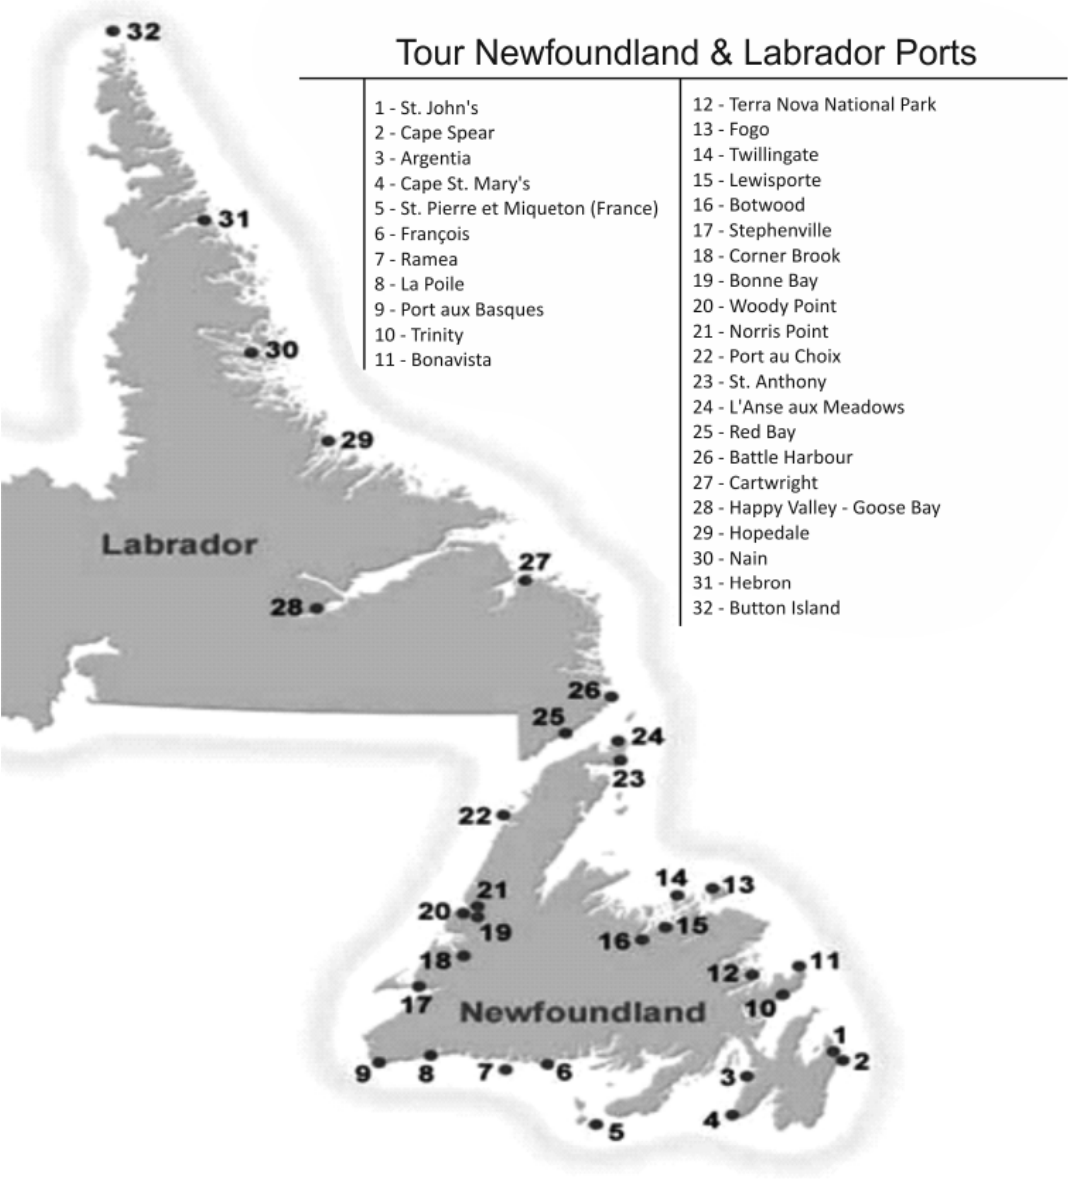 Tour Newfoundland & Labrador Ports
1 - St. John's
2 - Cape Spear
3 - Argentia
4 - Cape St. Mary's
5 - St. Pierre et Miqueton (France)
6 - François
7 - Ramea
8 - La Poile
9 - Port aux Basques
10 - Trinity
11 - Bonavista
12 - Terra Nova National Park
13 - Fogo
14 - Twillingate
15 - Lewisporte
16 - Botwood
17 - Stephenville
18 - Corner Brook
19 - Bonne Bay
20 - Woody Point
21 - Norris Point
22 - Port au Choix
23 - St. Anthony
24 - L'Anse aux Meadows
25 - Red Bay
26 - Battle Harbour
27 - Cartwright
28 - Happy Valley - Goose Bay
29 - Hopedale
30 - Nain
31 - Hebron
32 - Button Island
32
31
30
29
Labrador
27
28
26
25
24
23
22
21
20
19
18
17
14
13
15
16
12
11
10
Newfoundland
1
2
3
4
5
6
7
8
9